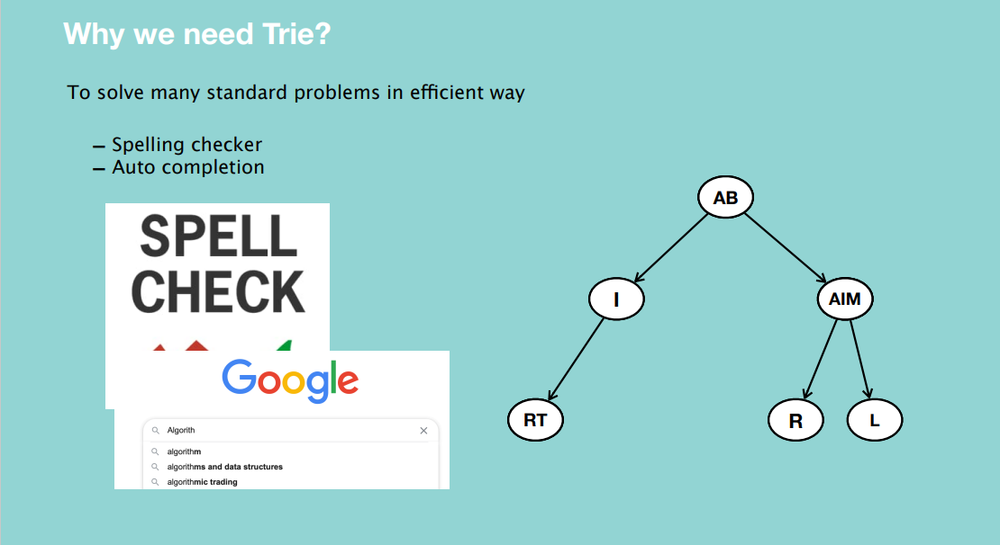 Why we need Trie?
To solve many standard problems in efficient way
– Spelling checker
– Auto completion
SPELL
CHECK
Google
Algorith
algorithm
algorithms and data structures
algorithmic trading
AB
I
AIM
RT
R
L